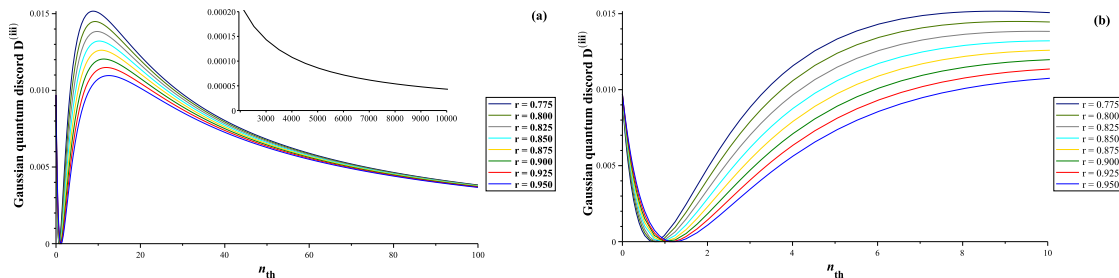 (a)
Gaussian quantum discord D(iii)
0.015
0.010
0.005
0
0.00020
0.00015
0.00010
0.00005
0
3000 4000 5000 6000 7000 8000 9000 10000
r = 0.775
r = 0.800
r = 0.825
r = 0.850
r = 0.875
r = 0.900
r = 0.925
r = 0.950
0 20 40 60 80 100
nth
(b)
Gaussian quantum discord D(iii)
0.015
0.010
0.005
0
r = 0.775
r = 0.800
r = 0.825
r = 0.850
r = 0.875
r = 0.900
r = 0.925
r = 0.950
0 2 4 6 8 10
nth